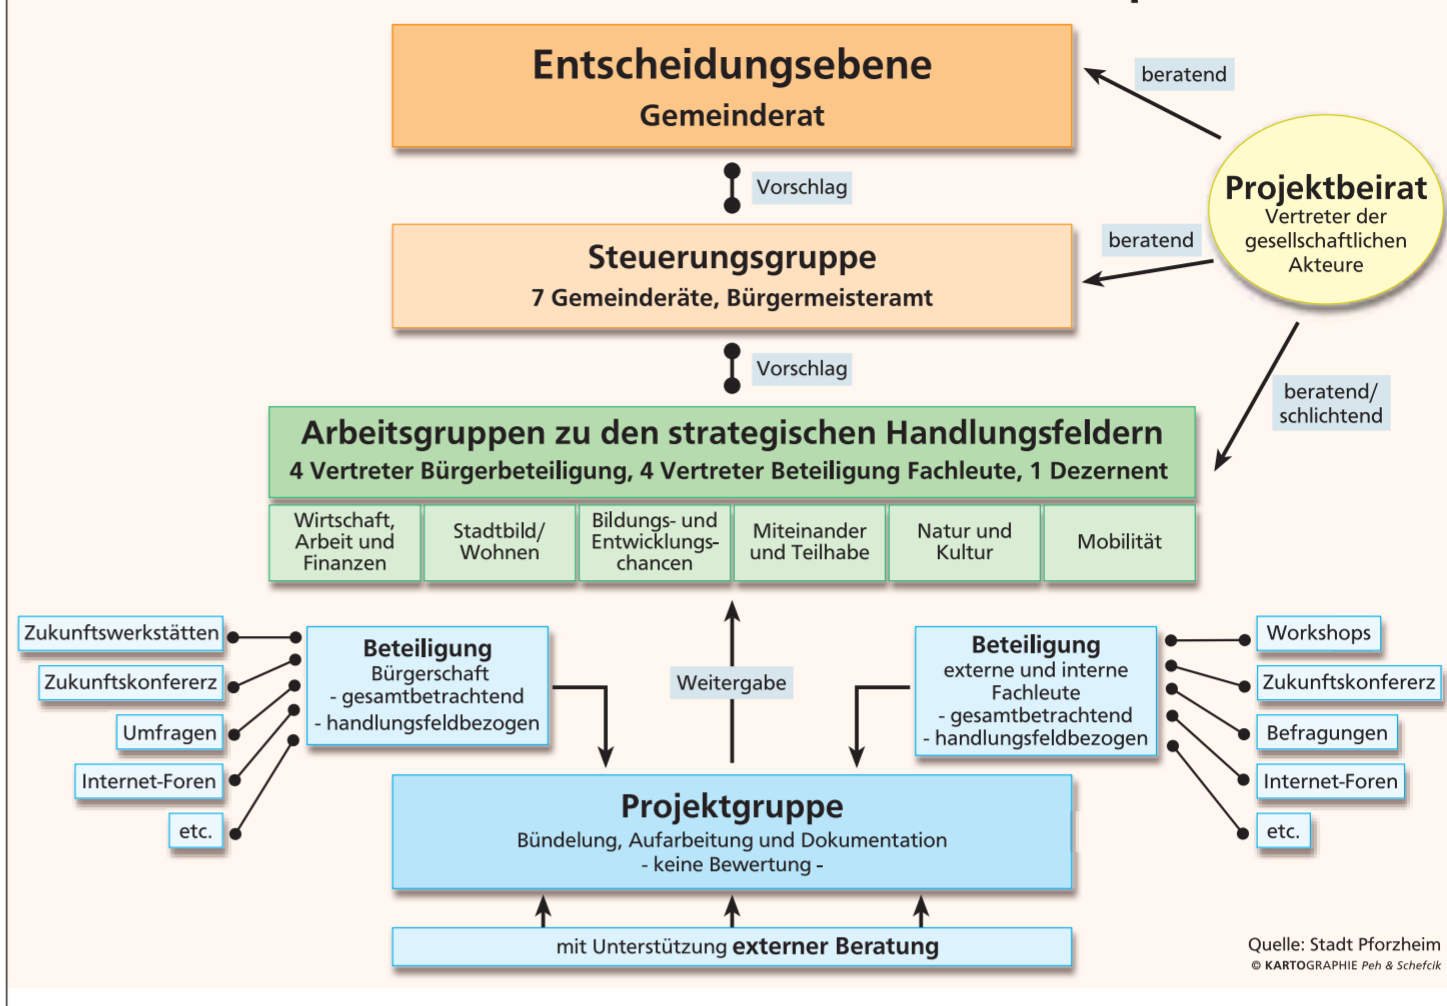 Entscheidungsebene
Gemeinderat
beratend
Projektbeirat
Vertreter der
gesellschaftlichen
Akteure
Vorschlag
beratend
Steuerungsgruppe
7 Gemeinderäte, Bürgermeisteramt
Vorschlag
beratend/
schlichtend
Arbeitsgruppen zu den strategischen Handlungsfeldern
4 Vertreter Bürgerbeteiligung, 4 Vertreter Beteiligung Fachleute, 1 Dezernent
Wirtschaft,
Arbeit und
Finanzen
Stadtbild/
Wohnen
Bildungs- und
Entwicklungs-
chancen
Miteinander
und Teilhabe
Natur und
Kultur
Mobilität
Zukunftswerkstätten
Zukunftskonfererz
Umfragen
Internet-Foren
etc.
Beteiligung
Bürgerschaft
- gesamtbetrachtend
- handlungsfeldbezogen
Weitergabe
Beteiligung
externe und interne
Fachleute
- gesamtbetrachtend
- handlungsfeldbezogen
Workshops
Zukunftskonfererz
Befragungen
Internet-Foren
etc.
Projektgruppe
Bündelung, Aufarbeitung und Dokumentation
- keine Bewertung -
mit Unterstützung externer Beratung
Quelle: Stadt Pforzheim
© KARTOGRAPHIE Peh & Schefcik